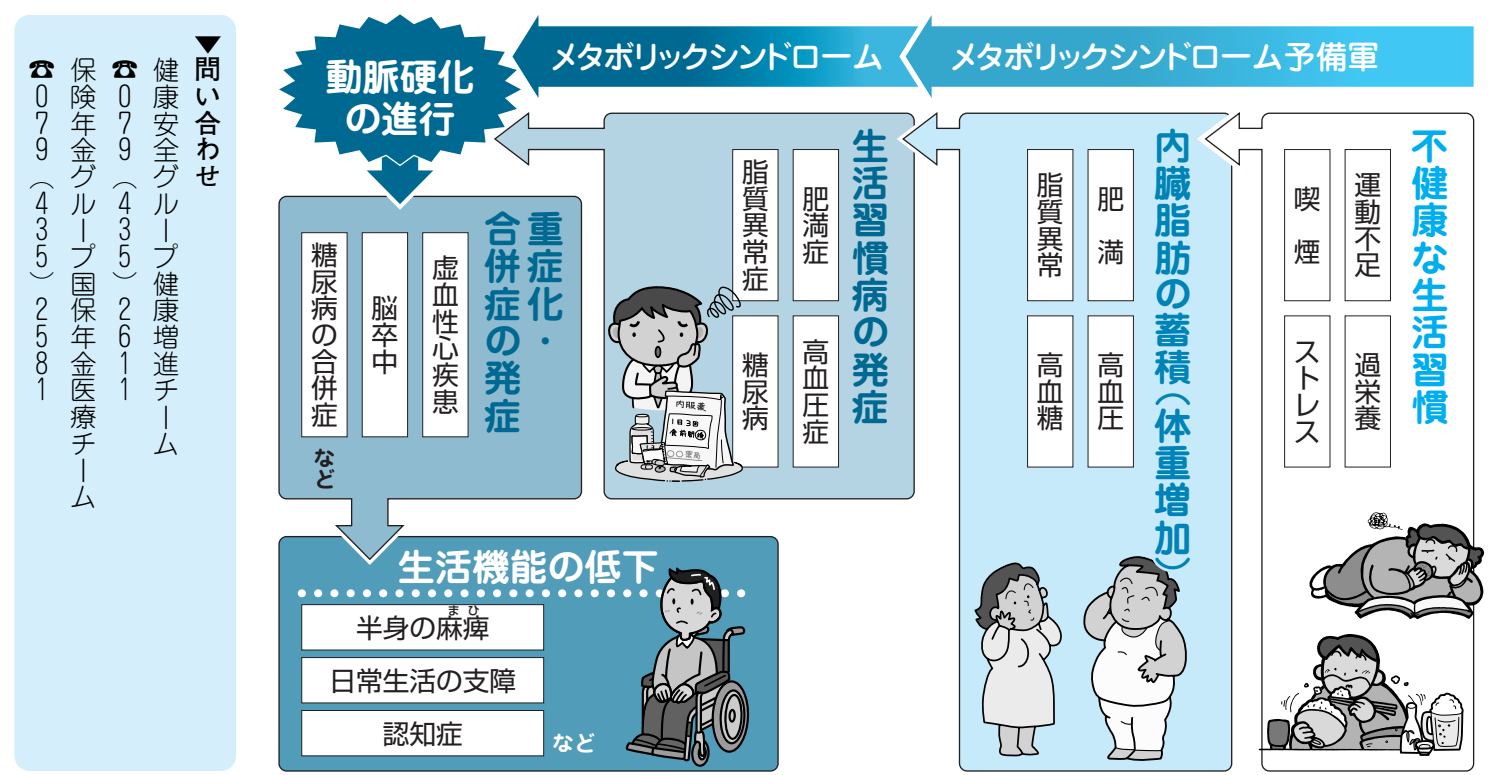 メタボリックシンドローム予備軍
メタボリックシンドローム
動脈硬化
の進行
不健康な生活習慣
運動不足
喫煙
過栄養
ストレス
内臓脂肪の蓄積(体重増加)
肥満
脂質異常
高血圧
高血糖
生活習慣病の発症
肥満症
脂質異常症
高血圧症
糖尿病
内服薬
1日3回
食前間後
○○薬局
重症化・
合併症の発症
虚血性心疾患
脳卒中
糖尿病の合併症
など
生活機能の低下
半身の麻痺
まひ
日常生活の支障
認知症
など
▼問い合わせ
健康安全グループ健康増進チーム
☎079(435)2611
保険年金グループ国保年金医療チーム
☎079(435)2581